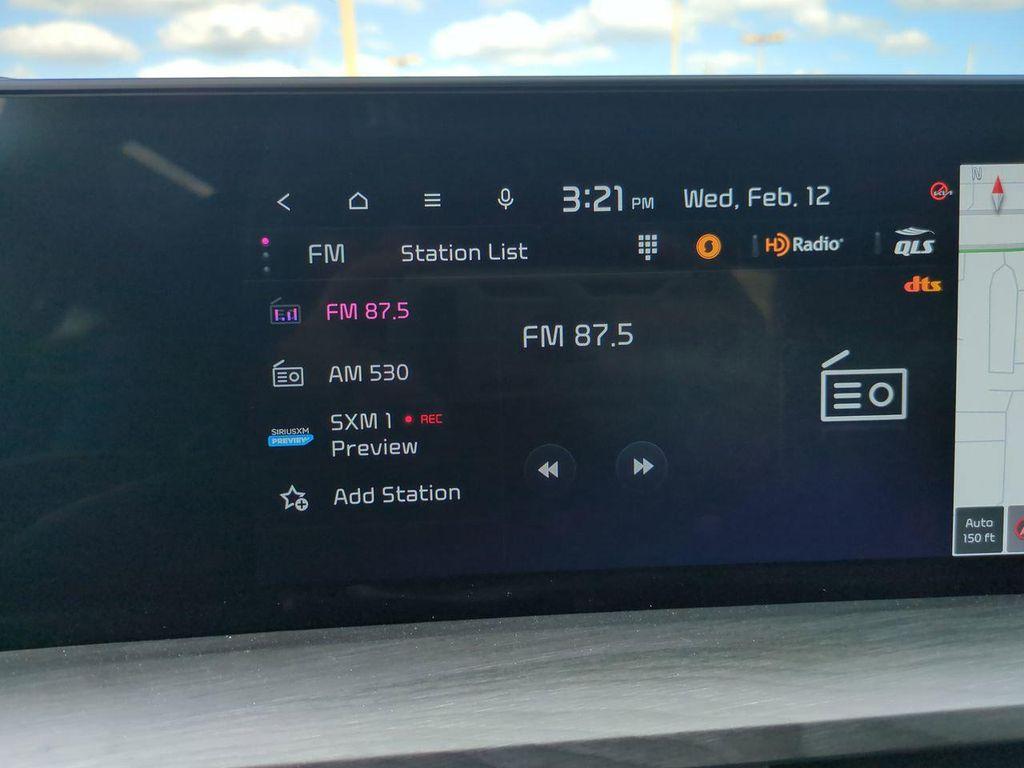 3:21 PM Wed, Feb. 12
FM Station List HD Radio QLS
dts
FM 87.5
FM 87.5
AM 530
SIRIUSXM PREVIEW
SXM 1 REC
Preview
Add Station
N
Auto
150 ft